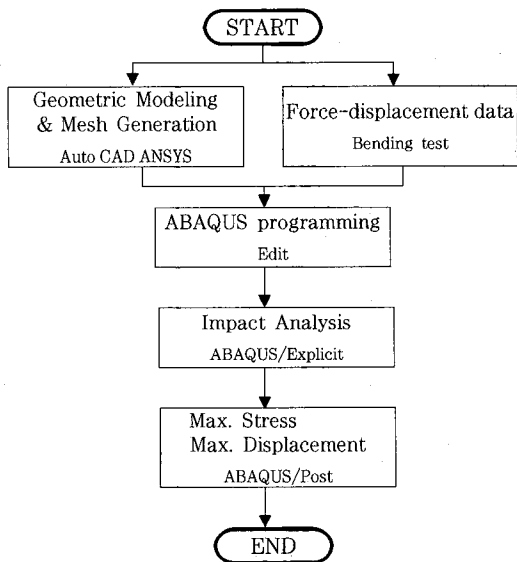 START
Geometric Modeling
& Mesh Generation
Auto CAD ANSYS
Force-displacement data
Bending test
ABAQUS programming
Edit
Impact Analysis
ABAQUS/Explicit
Max. Stress
Max. Displacement
ABAQUS/Post
END